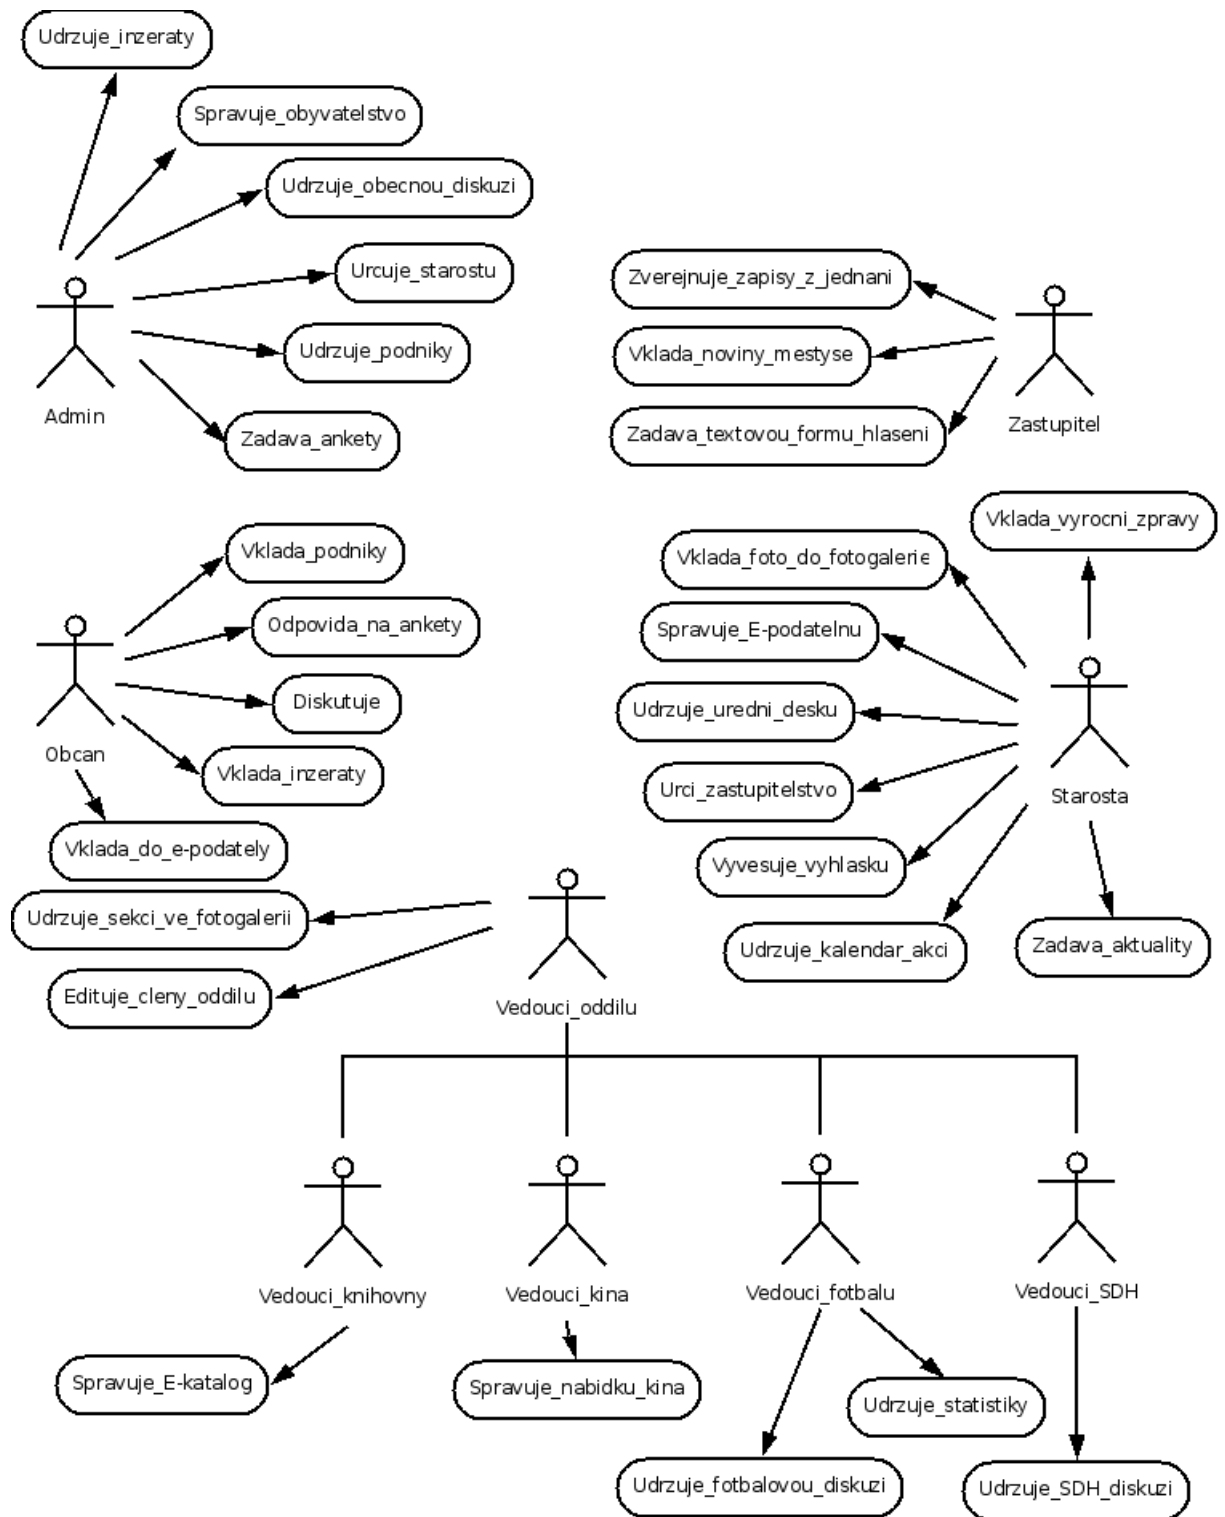 Udrzuje_inzeraty
Spravuje_obyvatelstvo
Udrzuje_obecnou_diskuzi
Urcuje_starostu
Udrzuje_podniky
Admin
Zadava_ankety
Zverejnuje_zapisy_z_jednani
Vklada_noviny_mestyse
Zadava_textovou_formu_hlaseni
Zastupitel
Vklada_podniky
Odpovida_na_ankety
Diskutuje
Obcan
Vklada_inzeraty
Vklada_do_e-podately
Vklada_vyrocni_zpravy
Vklada_foto_do_fotogalerie
Spravuje_E-podatelnu
Udrzuje_uredni_desku
Urci_zastupitelstvo
Starosta
Vyvesuje_vyhlasku
Udrzuje_kalendar_akci
Zadava_aktuality
Udrzuje_sekci_ve_fotogalerii
Edituje_cleny_oddilu
Vedouci_oddilu
Vedouci_knihovny
Vedouci_kina
Vedouci_fotbalu
Vedouci_SDH
Spravuje_E-katalog
Spravuje_nabidku_kina
Udrzuje_statistiky
Udrzuje_fotbalovou_diskuzi
Udrzuje_SDH_diskuzi